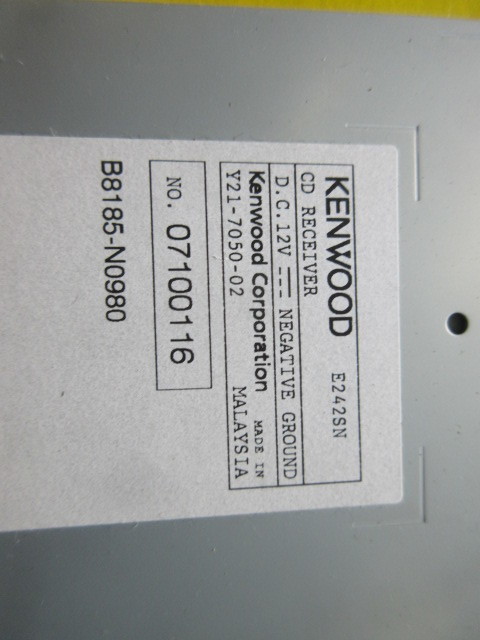 KENWOOD E242SN
CD RECEIVER
D.C.12V NEGATIVE GROUND
Kenwood Corporation MADE IN
Y21-7050-02 MALAYSIA
NO. 07100116
B8185-N0980